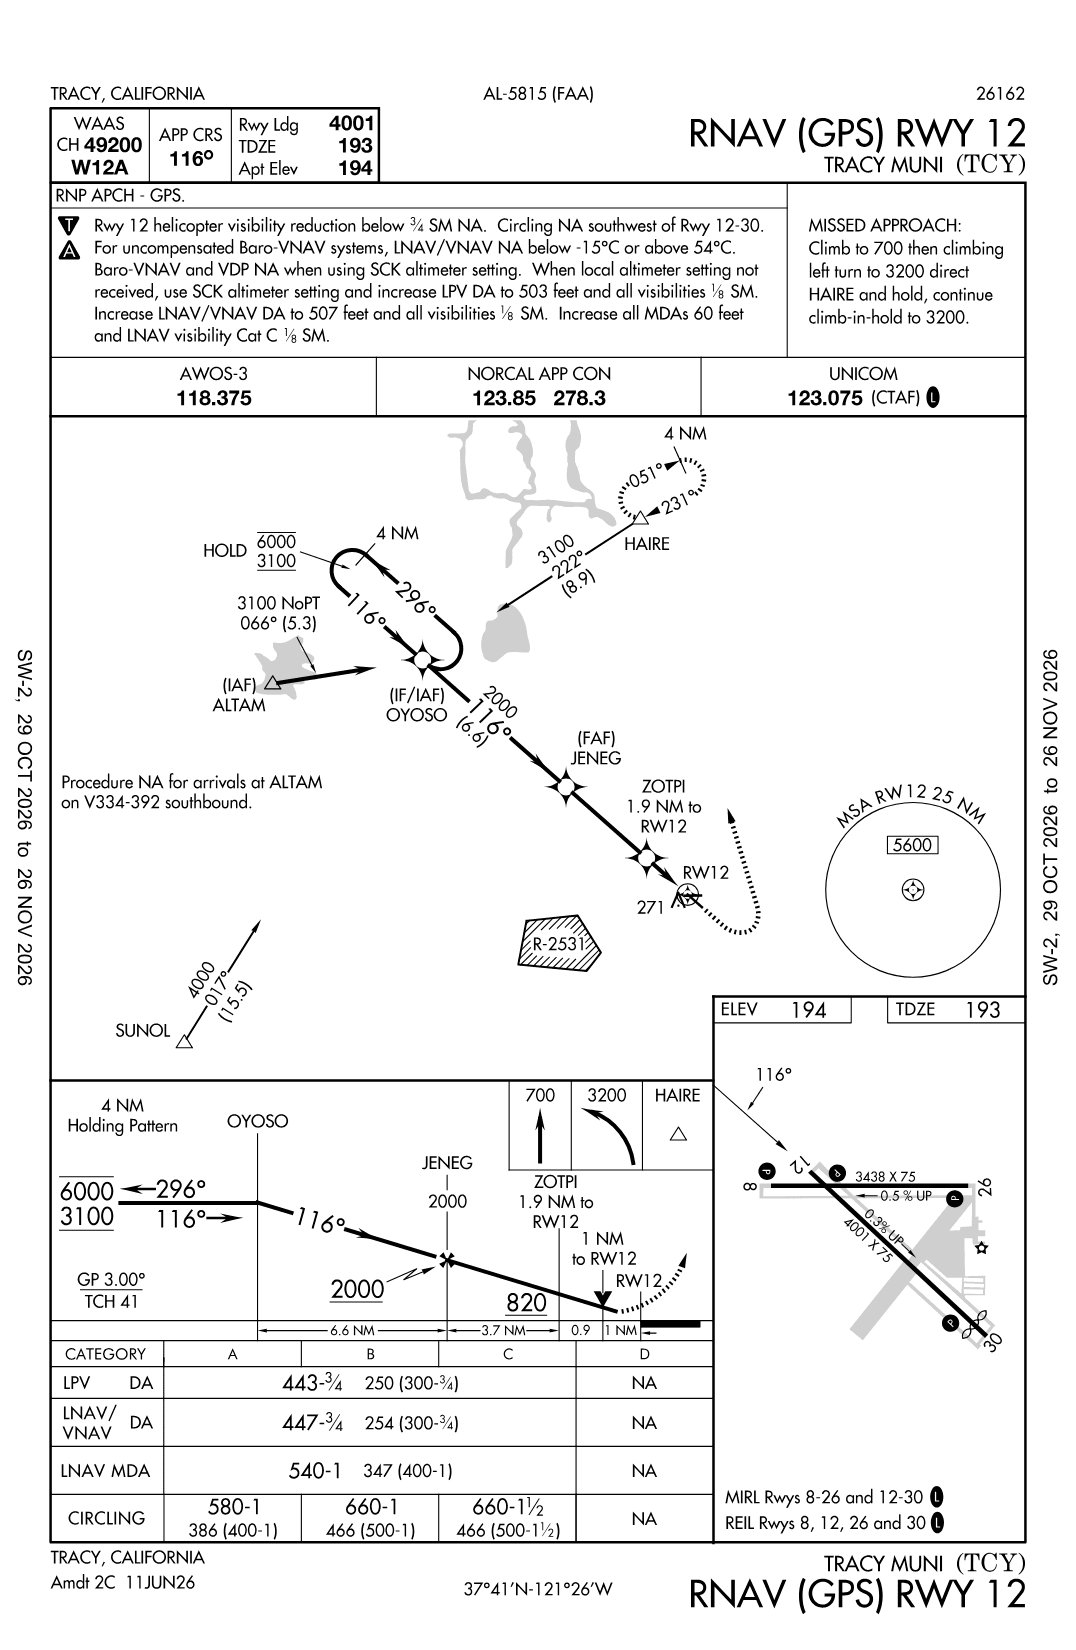 TRACY, CALIFORNIA
AL-5815 (FAA)
26162
WAAS
CH 49200
W12A
APP CRS
116°
Rwy Ldg 4001
TDZE 193
Apt Elev 194
RNAV (GPS) RWY 12
TRACY MUNI (TCY)
RNP APCH - GPS.
T
A
Rwy 12 helicopter visibility reduction below ¾ SM NA. Circling NA southwest of Rwy 12-30.
For uncompensated Baro-VNAV systems, LNAV/VNAV NA below -15°C or above 54°C.
Baro-VNAV and VDP NA when using SCK altimeter setting. When local altimeter setting not
received, use SCK altimeter setting and increase LPV DA to 503 feet and all visibilities ⅛ SM.
Increase LNAV/VNAV DA to 507 feet and all visibilities ⅛ SM. Increase all MDAs 60 feet
and LNAV visibility Cat C ⅛ SM.
MISSED APPROACH:
Climb to 700 then climbing
left turn to 3200 direct
HAIRE and hold, continue
climb-in-hold to 3200.
AWOS-3
118.375
NORCAL APP CON
123.85 278.3
UNICOM
123.075 (CTAF) L
4 NM
051°
231°
HAIRE
3100
222°
(8.9)
HOLD
6000
3100
4 NM
296°
116°
3100 NoPT
066° (5.3)
(IAF)
ALTAM
(IF/IAF)
OYOSO
2000
116°
(6.6)
(FAF)
JENEG
ZOTPI
1.9 NM to
RW12
RW12
271
Procedure NA for arrivals at ALTAM
on V334-392 southbound.
MSA RW12 25 NM
5600
R-2531
4000
017°
(15.5)
SUNOL
SW-2, 29 OCT 2026 to 26 NOV 2026
SW-2, 29 OCT 2026 to 26 NOV 2026
ELEV 194
TDZE 193
116°
12
P
P
3438 X 75
8
26
0.5 % UP
P
0.3% UP
4001 X 75
P
30
MIRL Rwys 8-26 and 12-30 L
REIL Rwys 8, 12, 26 and 30 L
4 NM
Holding Pattern
OYOSO
700
3200
HAIRE
JENEG
2000
ZOTPI
1.9 NM to
RW12
6000
3100
296°
116°
116°
1 NM
to RW12
RW12
GP 3.00°
TCH 41
2000
820
6.6 NM
3.7 NM
0.9
1 NM
CATEGORY A B C D
LPV DA 443-¾ 250 (300-¾) NA
LNAV/
VNAV DA 447-¾ 254 (300-¾) NA
LNAV MDA 540-1 347 (400-1) NA
CIRCLING
580-1
386 (400-1)
660-1
466 (500-1)
660-1½
466 (500-1½)
NA
TRACY, CALIFORNIA
Amdt 2C 11JUN26
37°41'N-121°26'W
TRACY MUNI (TCY)
RNAV (GPS) RWY 12